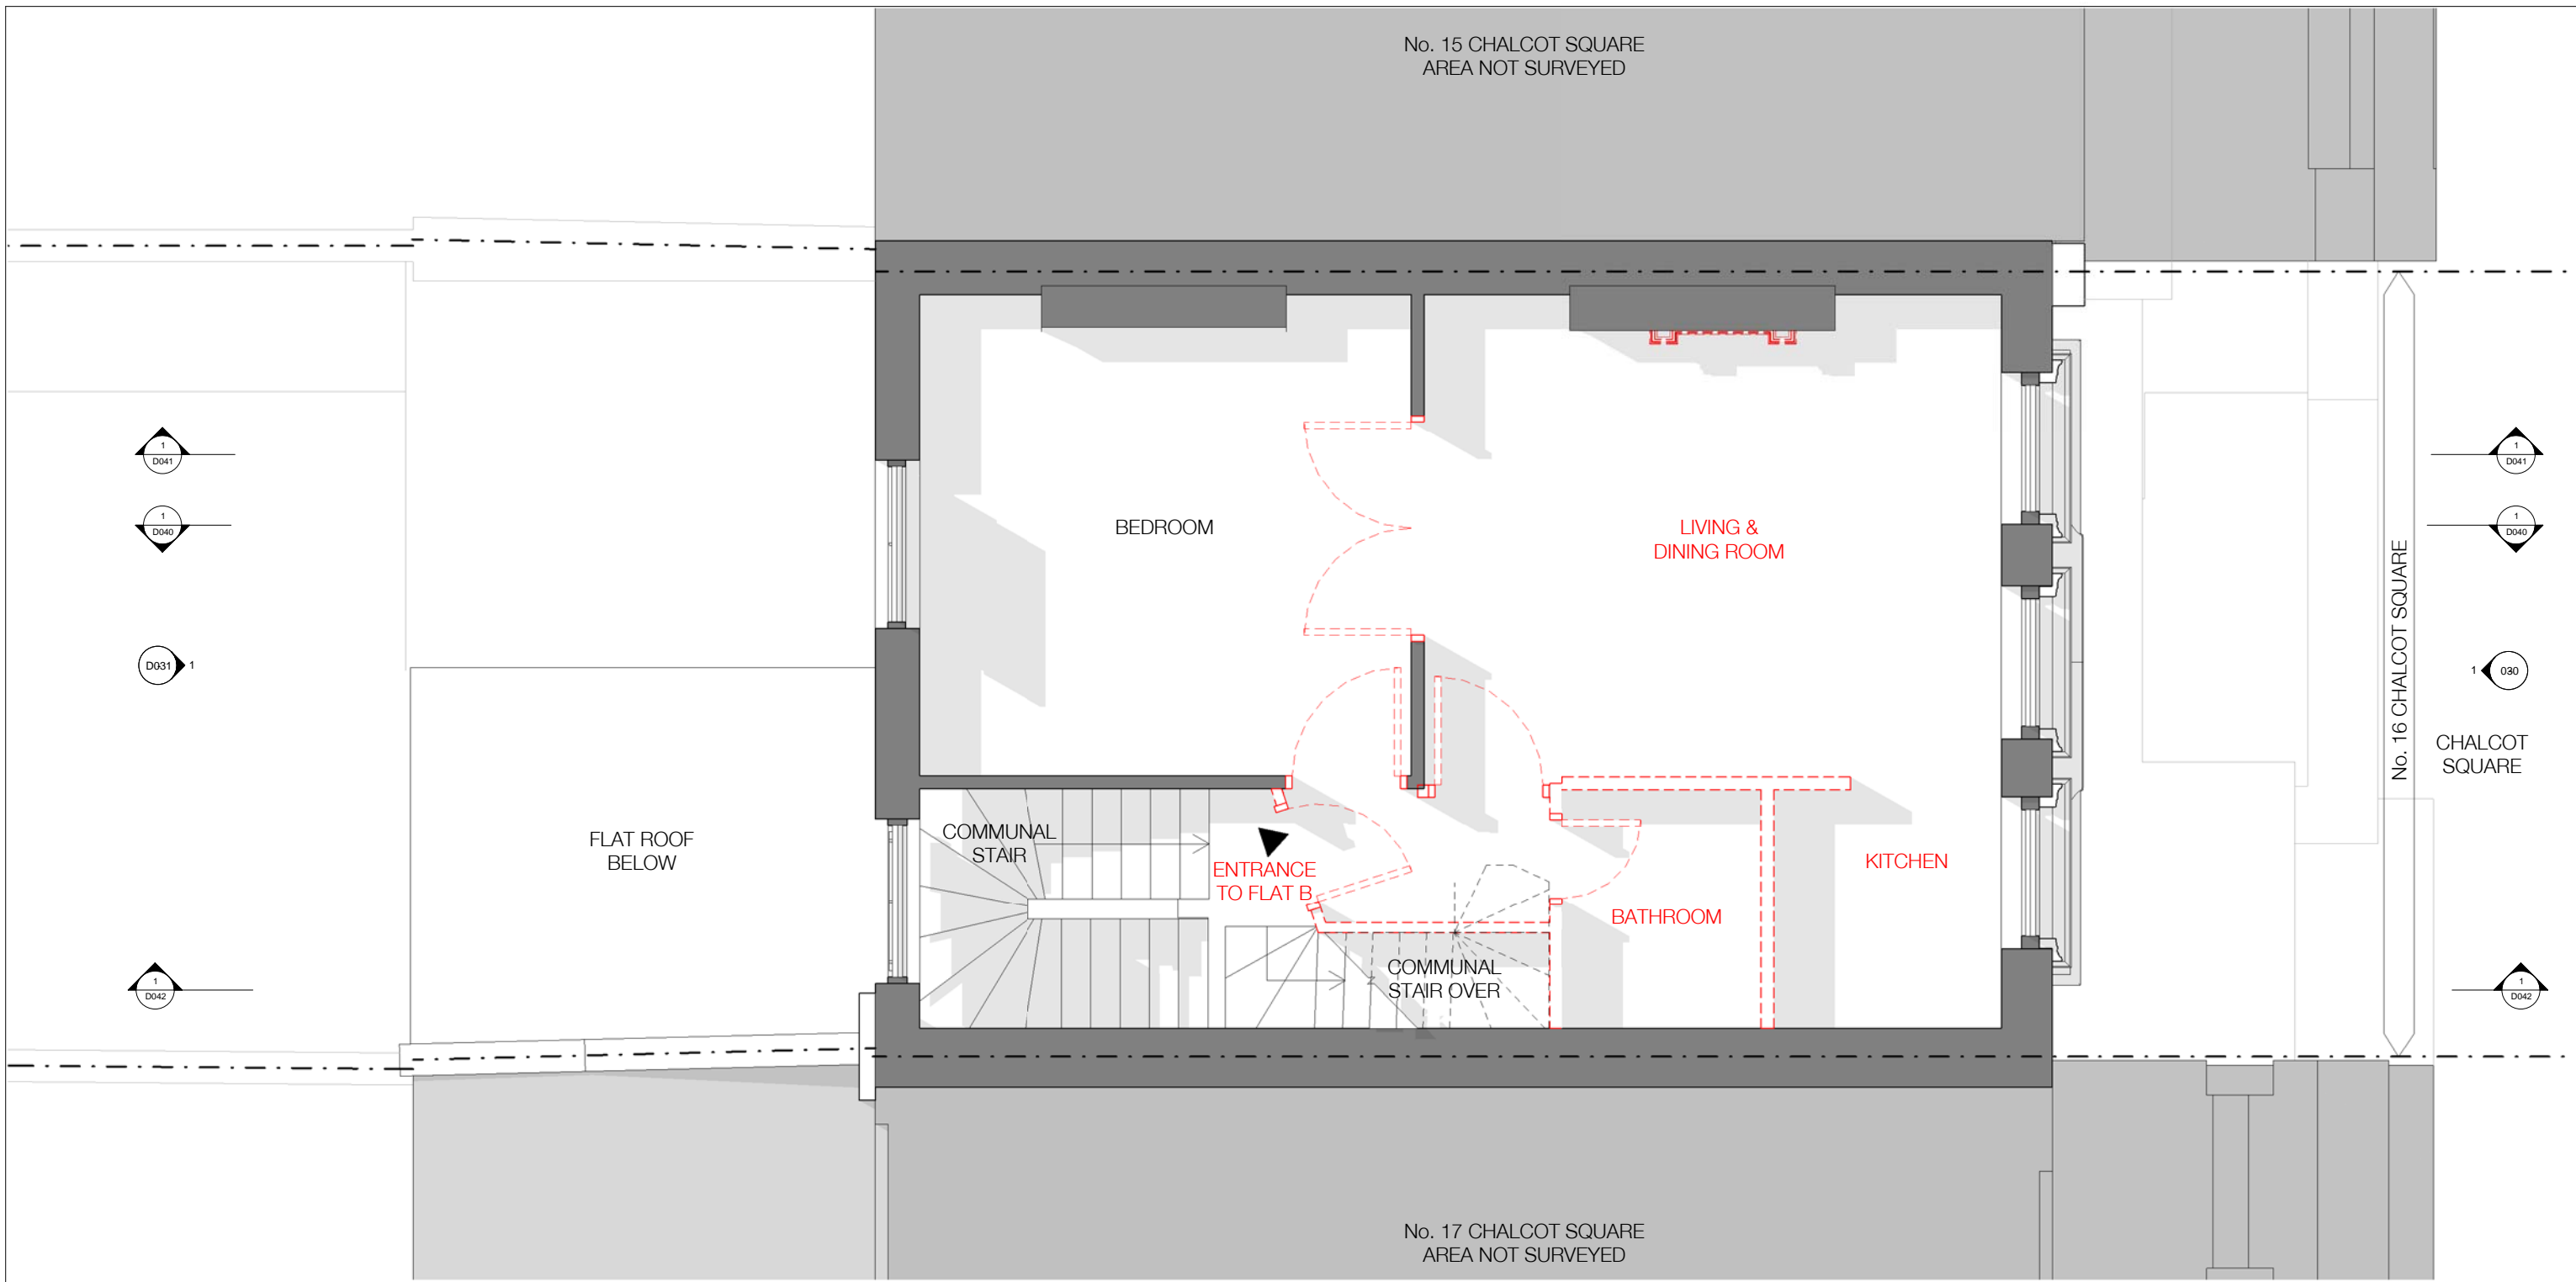 No. 15 CHALCOT SQUARE
AREA NOT SURVEYED
1
D041
1
D041
1
D040
1
D040
BEDROOM
LIVING &
DINING ROOM
No. 16 CHALCOT SQUARE
D031
1
1
030
CHALCOT
SQUARE
FLAT ROOF
BELOW
COMMUNAL
STAIR
ENTRANCE
TO FLAT B
KITCHEN
BATHROOM
COMMUNAL
STAIR OVER
1
D042
1
D042
No. 17 CHALCOT SQUARE
AREA NOT SURVEYED